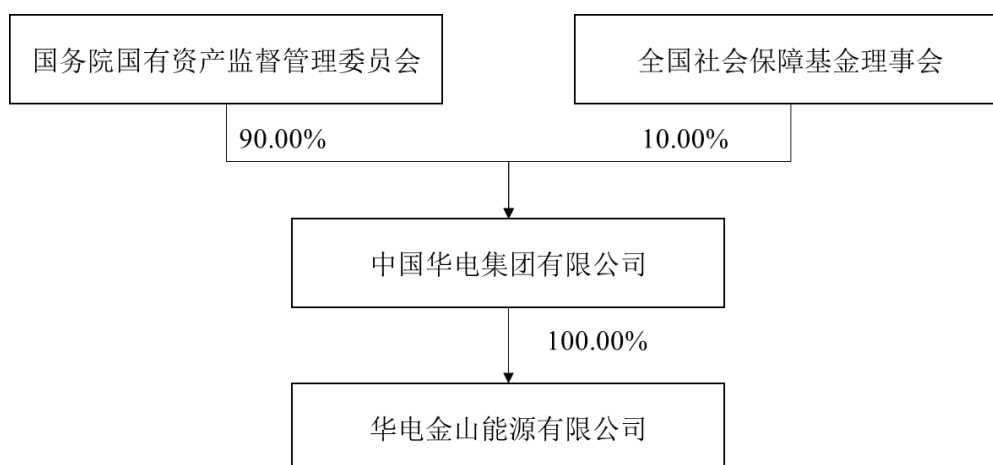 国务院国有资产监督管理委员会
全国社会保障基金理事会
90.00%
10.00%
中国华电集团有限公司
100.00%
华电金山能源有限公司